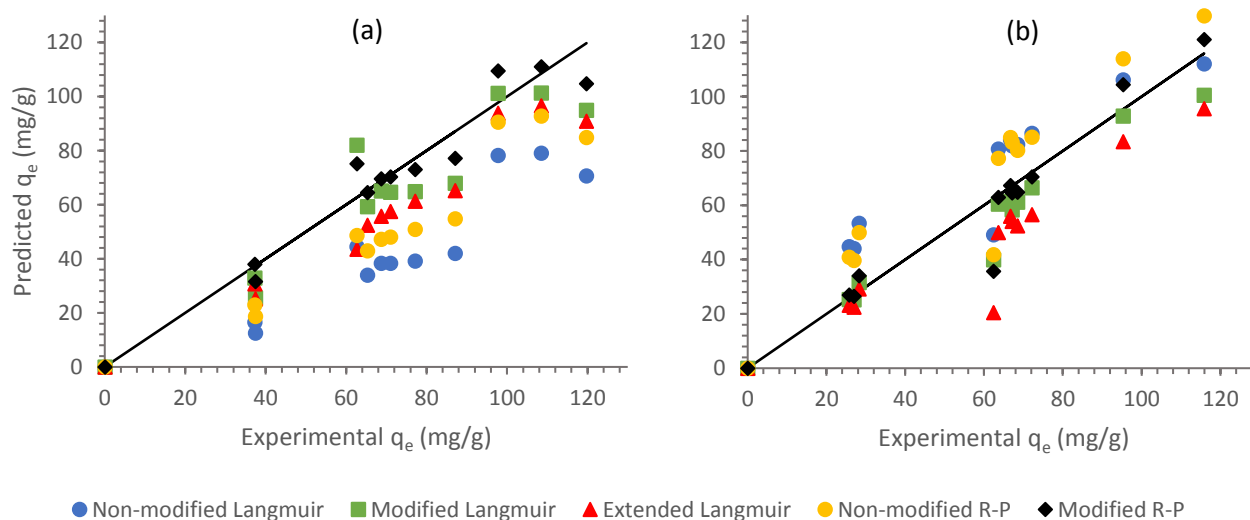 (a)
Predicted qe (mg/g)
120
100
80
60
40
20
0
0 20 40 60 80 100 120
Experimental qe (mg/g)
(b)
120
100
80
60
40
20
0
0 20 40 60 80 100 120
Experimental qe (mg/g)
Non-modified Langmuir Modified Langmuir Extended Langmuir Non-modified R-P Modified R-P